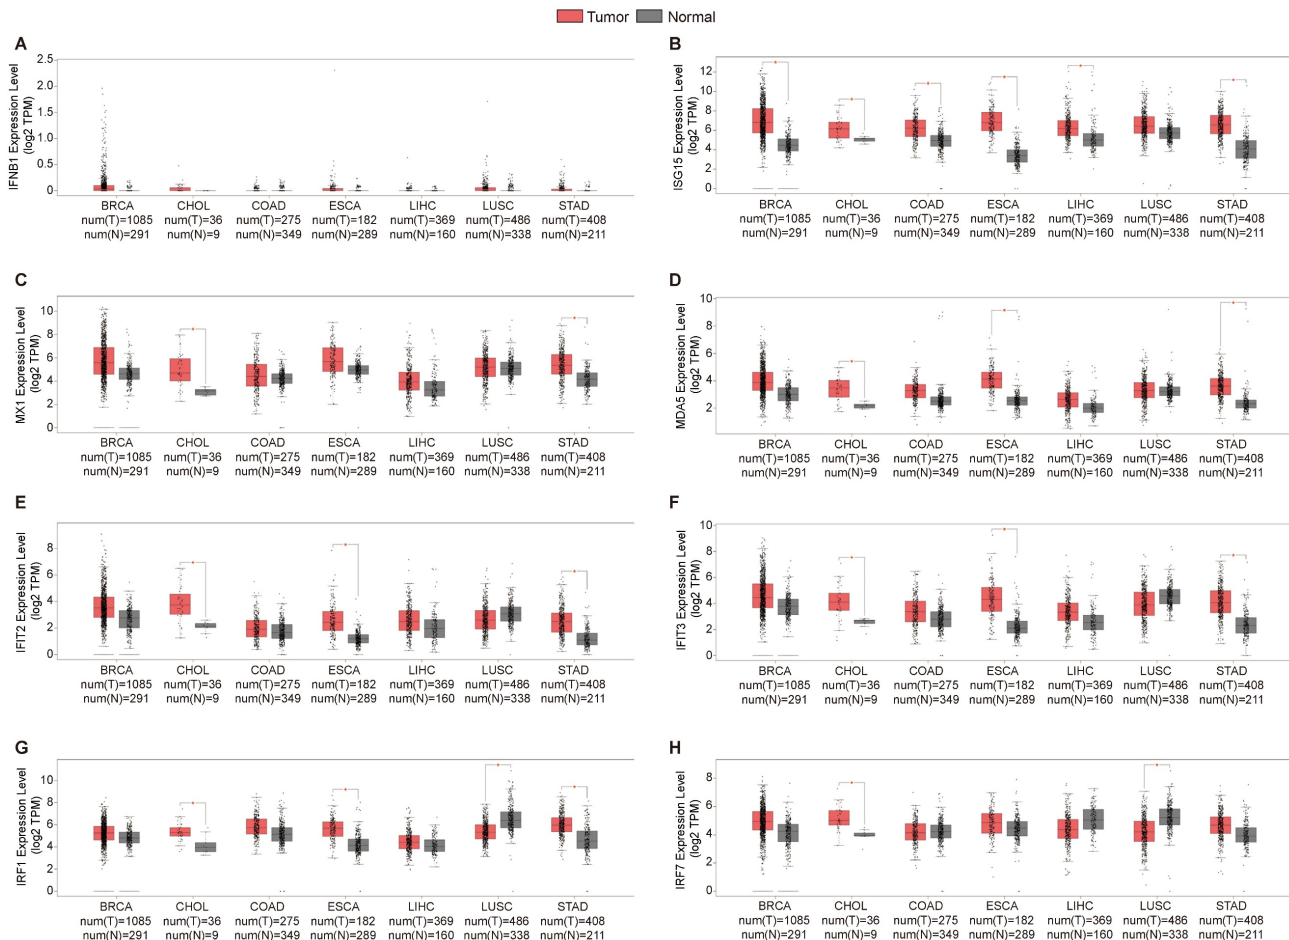 Tumor Normal
A
IFNB1 Expression Level
(log2 TPM)
2.5
2.0
1.5
1.0
0.5
0
BRCA CHOL COAD ESCA LIHC LUSC STAD
num(T)=1085 num(T)=36 num(T)=275 num(T)=182 num(T)=369 num(T)=486 num(T)=408
num(N)=291 num(N)=9 num(N)=349 num(N)=289 num(N)=160 num(N)=338 num(N)=211
B
ISG15 Expression Level
(log2 TPM)
12
10
8
6
4
2
0
BRCA CHOL COAD ESCA LIHC LUSC STAD
num(T)=1085 num(T)=36 num(T)=275 num(T)=182 num(T)=369 num(T)=486 num(T)=408
num(N)=291 num(N)=9 num(N)=349 num(N)=289 num(N)=160 num(N)=338 num(N)=211
C
MX1 Expression Level
(log2 TPM)
10
8
6
4
2
0
BRCA CHOL COAD ESCA LIHC LUSC STAD
num(T)=1085 num(T)=36 num(T)=275 num(T)=182 num(T)=369 num(T)=486 num(T)=408
num(N)=291 num(N)=9 num(N)=349 num(N)=289 num(N)=160 num(N)=338 num(N)=211
D
MDA5 Expression Level
(log2 TPM)
10
8
6
4
2
BRCA CHOL COAD ESCA LIHC LUSC STAD
num(T)=1085 num(T)=36 num(T)=275 num(T)=182 num(T)=369 num(T)=486 num(T)=408
num(N)=291 num(N)=9 num(N)=349 num(N)=289 num(N)=160 num(N)=338 num(N)=211
E
IFIT2 Expression Level
(log2 TPM)
8
6
4
2
0
BRCA CHOL COAD ESCA LIHC LUSC STAD
num(T)=1085 num(T)=36 num(T)=275 num(T)=182 num(T)=369 num(T)=486 num(T)=408
num(N)=291 num(N)=9 num(N)=349 num(N)=289 num(N)=160 num(N)=338 num(N)=211
F
IFIT3 Expression Level
(log2 TPM)
10
8
6
4
2
0
BRCA CHOL COAD ESCA LIHC LUSC STAD
num(T)=1085 num(T)=36 num(T)=275 num(T)=182 num(T)=369 num(T)=486 num(T)=408
num(N)=291 num(N)=9 num(N)=349 num(N)=289 num(N)=160 num(N)=338 num(N)=211
G
IRF1 Expression Level
(log2 TPM)
10
8
6
4
2
0
BRCA CHOL COAD ESCA LIHC LUSC STAD
num(T)=1085 num(T)=36 num(T)=275 num(T)=182 num(T)=369 num(T)=486 num(T)=408
num(N)=291 num(N)=9 num(N)=349 num(N)=289 num(N)=160 num(N)=338 num(N)=211
H
IRF7 Expression Level
(log2 TPM)
8
6
4
2
0
BRCA CHOL COAD ESCA LIHC LUSC STAD
num(T)=1085 num(T)=36 num(T)=275 num(T)=182 num(T)=369 num(T)=486 num(T)=408
num(N)=291 num(N)=9 num(N)=349 num(N)=289 num(N)=160 num(N)=338 num(N)=211